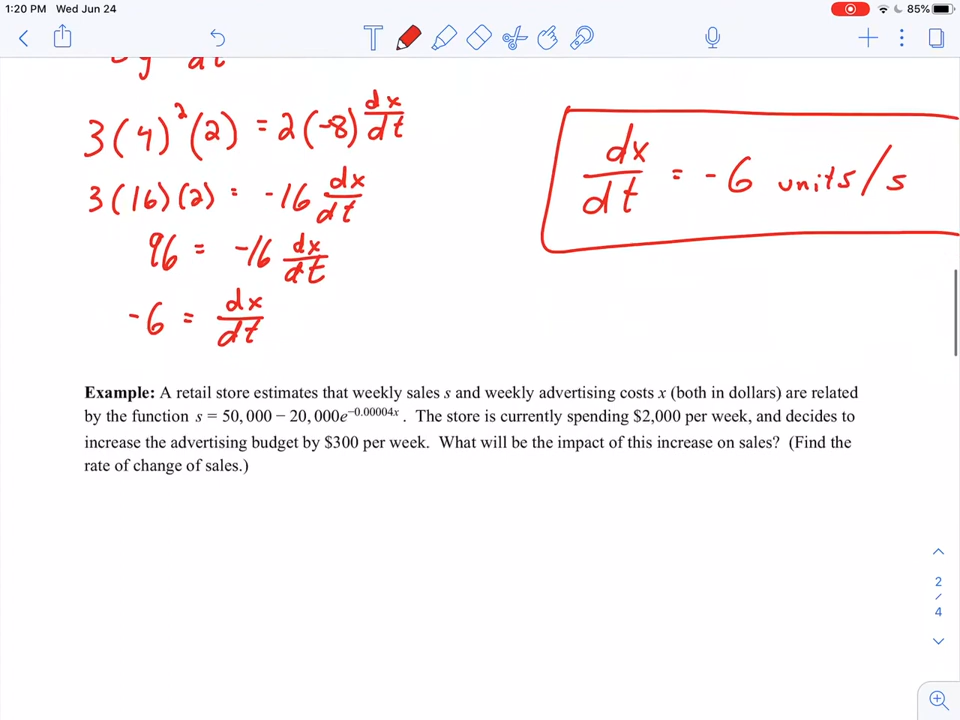 1:20 PM Wed Jun 24
85%
3(4)²(2) = 2(-8) dx/dt
3(16)(2) = -16 dx/dt
96 = -16 dx/dt
-6 = dx/dt
dx/dt = -6 units/s
Example: A retail store estimates that weekly sales s and weekly advertising costs x (both in dollars) are related
by the function s = 50,000 − 20,000e^−0.00004x . The store is currently spending $2,000 per week, and decides to
increase the advertising budget by $300 per week. What will be the impact of this increase on sales? (Find the
rate of change of sales.)
2
/
4